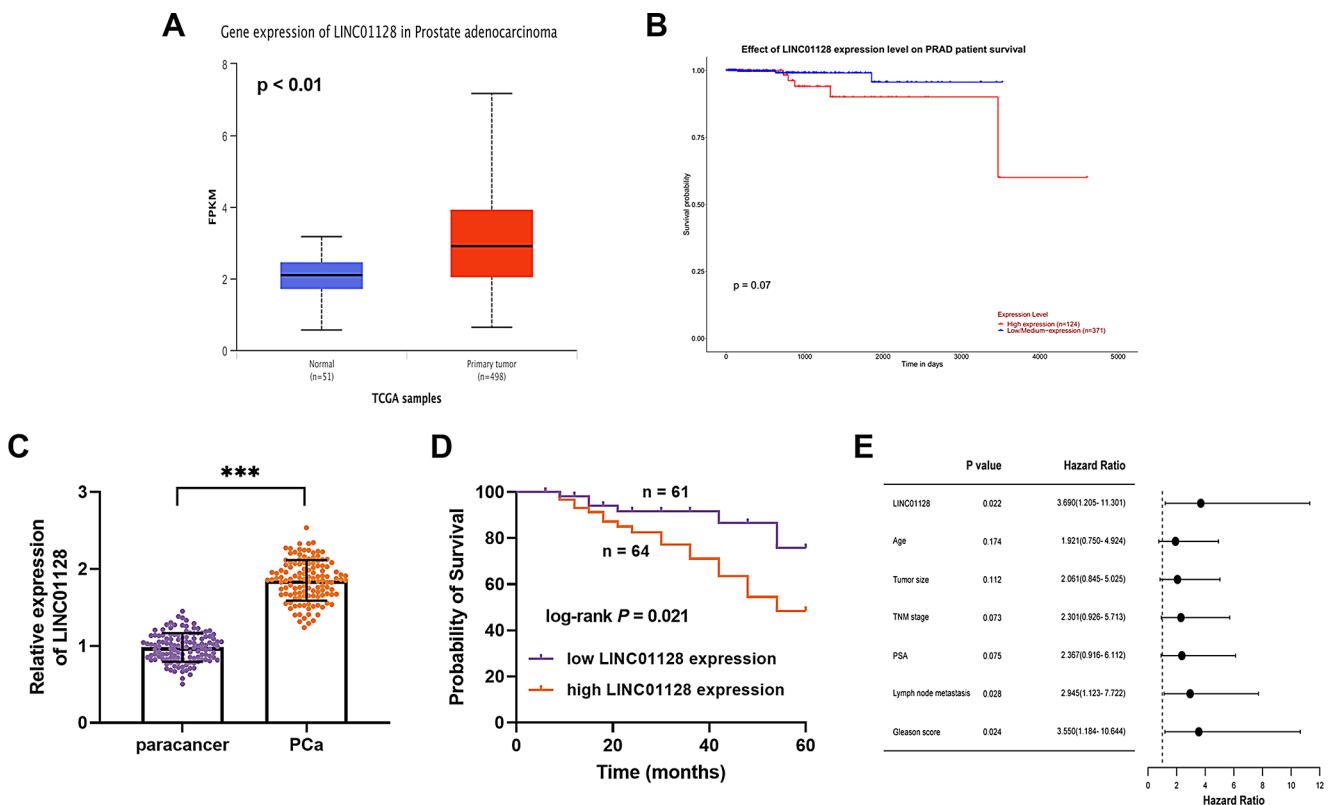 A
Gene expression of LINC01128 in Prostate adenocarcinoma
p < 0.01
8
6
4
2
0
FPKM
Normal
(n=51)
Primary tumor
(n=498)
TCGA samples
B
Effect of LINC01128 expression level on PRAD patient survival
1.00
0.75
0.50
0.25
0.00
Survival probability
p = 0.07
Expression Level
High expression (n=124)
Low/Medium-expression (n=371)
0
1000
2000
3000
4000
5000
Time in days
C
***
3
2
1
0
Relative expression
of LINC01128
paracancer
PCa
D
100
80
60
40
20
0
Probability of Survival
n = 61
n = 64
log-rank P = 0.021
low LINC01128 expression
high LINC01128 expression
0
20
40
60
Time (months)
E
P value Hazard Ratio
LINC01128 0.022 3.690(1.205- 11.301)
Age 0.174 1.921(0.750- 4.924)
Tumor size 0.112 2.061(0.845- 5.025)
TNM stage 0.073 2.301(0.926- 5.713)
PSA 0.075 2.367(0.916- 6.112)
Lymph node metastasis 0.028 2.945(1.123- 7.722)
Gleason score 0.024 3.550(1.184- 10.644)
0 2 4 6 8 10 12
Hazard Ratio